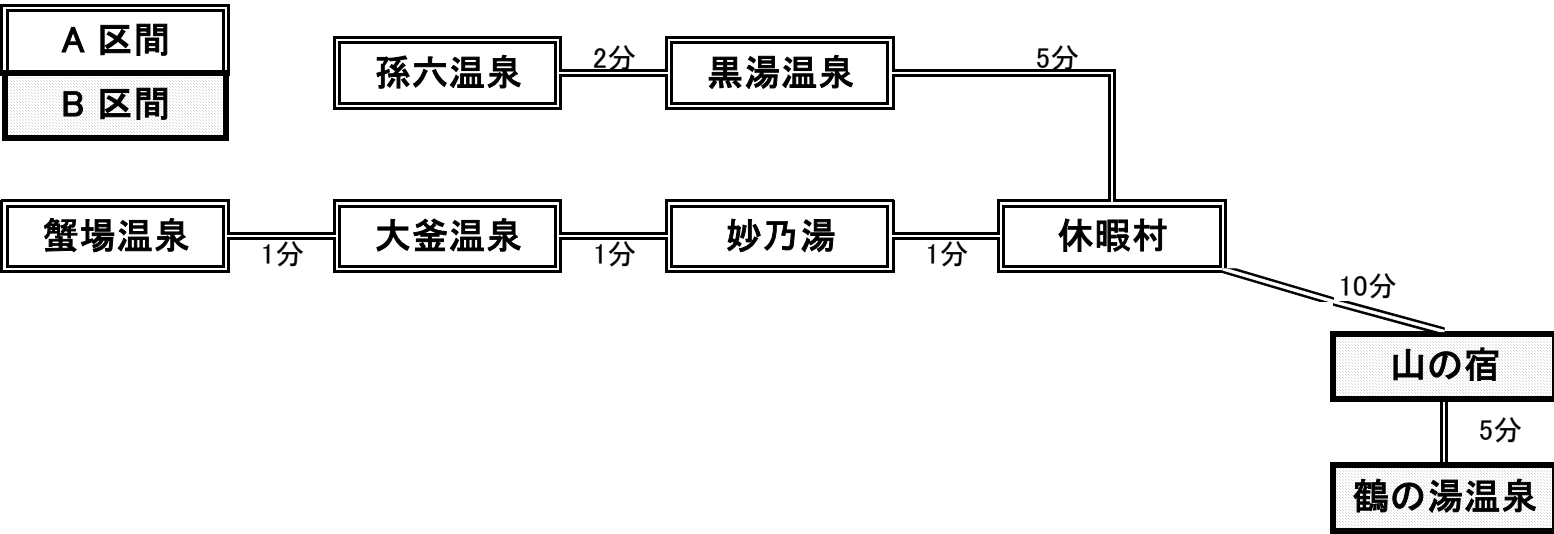 A 区間
B 区間
孫六温泉
2分
黒湯温泉
5分
蟹場温泉
1分
大釜温泉
1分
妙乃湯
1分
休暇村
10分
山の宿
5分
鶴の湯温泉